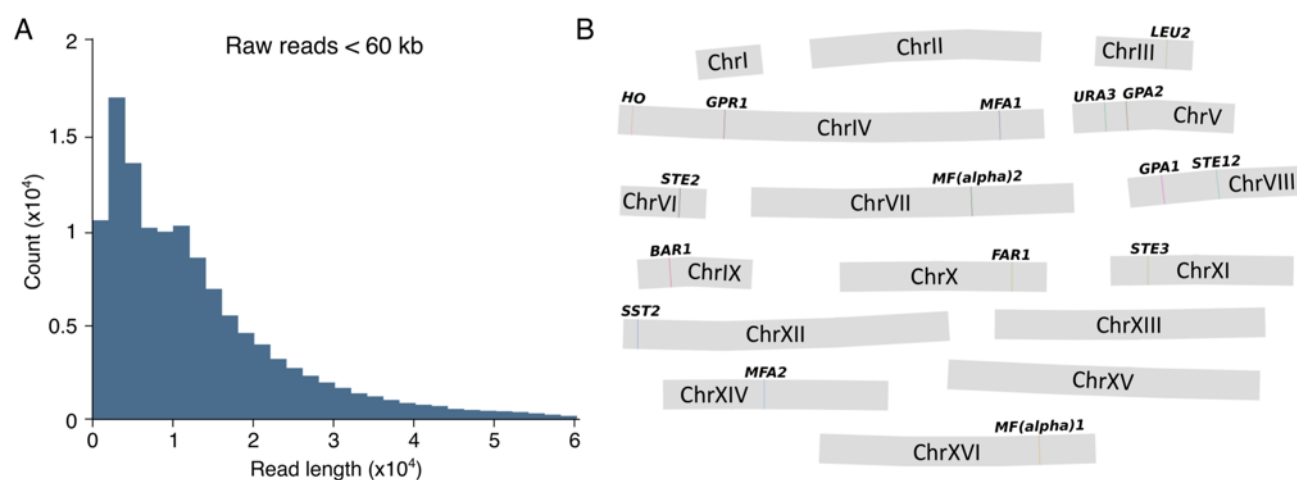 A
Raw reads < 60 kb
2
1.5
1
0.5
0
Count (x10⁴)
0 1 2 3 4 5 6
Read length (x10⁴)
B
ChrI
ChrII
LEU2
ChrIII
HO GPR1 MFA1
ChrIV
URA3 GPA2
ChrV
STE2
ChrVI
MF(alpha)2
ChrVII
GPA1 STE12
ChrVIII
BAR1
ChrIX
FAR1
ChrX
STE3
ChrXI
SST2
ChrXII
ChrXIII
MFA2
ChrXIV
ChrXV
MF(alpha)1
ChrXVI